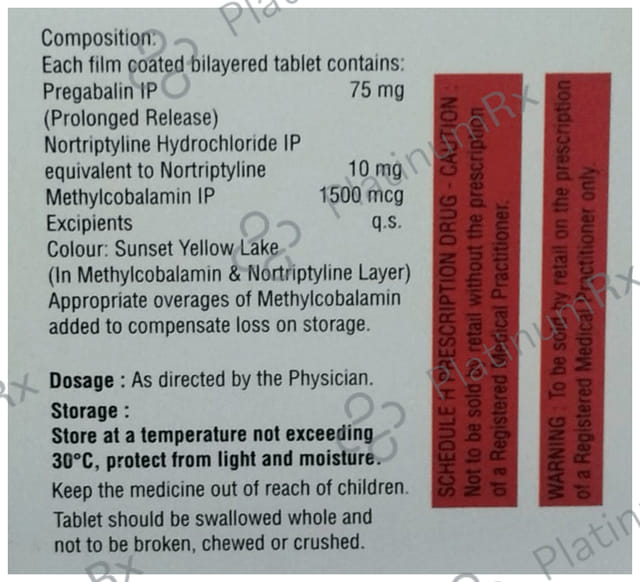 Composition:
Each film coated bilayered tablet contains:
Pregabalin IP 75 mg
(Prolonged Release)
Nortriptyline Hydrochloride IP
equivalent to Nortriptyline 10 mg
Methylcobalamin IP 1500 mcg
Excipients q.s.
Colour: Sunset Yellow Lake
(In Methylcobalamin & Nortriptyline Layer)
Appropriate overages of Methylcobalamin
added to compensate loss on storage.
Dosage : As directed by the Physician.
Storage :
Store at a temperature not exceeding
30°C, protect from light and moisture.
Keep the medicine out of reach of children.
Tablet should be swallowed whole and
not to be broken, chewed or crushed.
SCHEDULE H PRESCRIPTION DRUG - CAUTION :
Not to be sold by retail without the prescription
of a Registered Medical Practitioner.
WARNING : To be sold by retail on the prescription
of a Registered Medical Practitioner only.
PlatinumRx
PlatinumRx
Plat
Rx
Rx
Platin